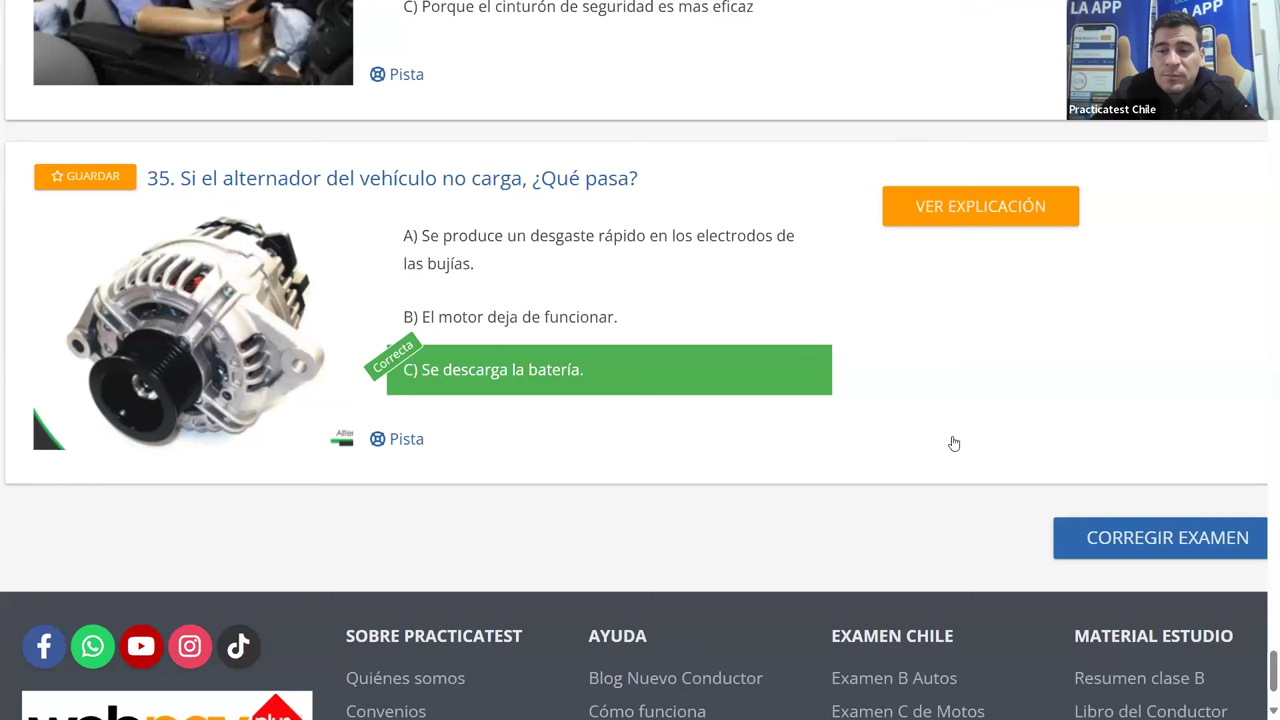 C) Porque el cinturón de seguridad es mas eficaz
LA APP
APP
Pista
Practicatest Chile
GUARDAR
35. Si el alternador del vehículo no carga, ¿Qué pasa?
VER EXPLICACIÓN
A) Se produce un desgaste rápido en los electrodos de
las bujías.
B) El motor deja de funcionar.
Correcta
C) Se descarga la batería.
Alter
Pista
CORREGIR EXAMEN
SOBRE PRACTICATEST
AYUDA
EXAMEN CHILE
MATERIAL ESTUDIO
Quiénes somos
Blog Nuevo Conductor
Examen B Autos
Resumen clase B
Convenios
Cómo funciona
Examen C de Motos
Libro del Conductor
webpay
plus